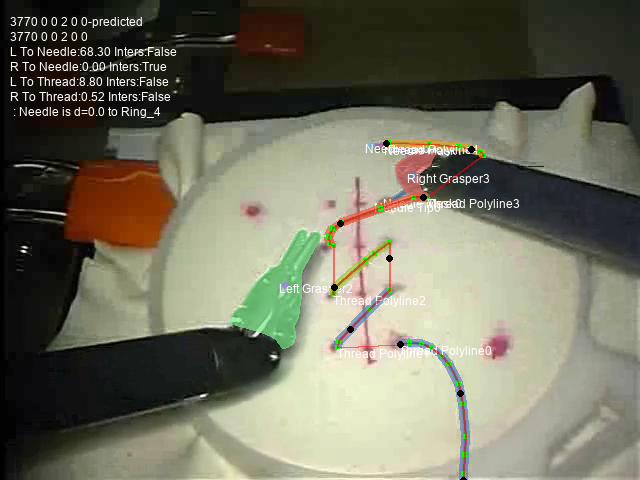 3770 0 0 2 0 0-predicted
3770 0 0 2 0 0
L To Needle:68.30 Inters:False
R To Needle:0.00 Inters:True
L To Thread:8.80 Inters:False
R To Thread:0.52 Inters:False
: Needle is d=0.0 to Ring_4
Right Grasper3
Thread Polyline3
Left Grasper2
Thread Polyline2
Thread Polyline0